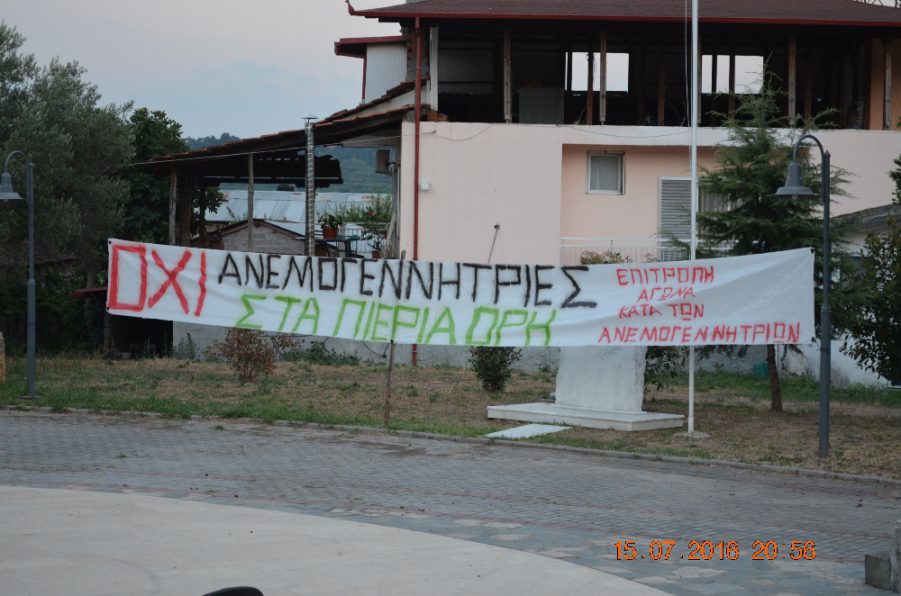 ΟΧΙ ΑΝΕΜΟΓΕΝΝΗΤΡΙΕΣ
ΣΤΑ ΠΙΕΡΙΑ ΟΡΗ
ΕΠΙΤΡΟΠΗ
ΑΓΩΝΑ
ΚΑΤΑ ΤΩΝ
ΑΝΕΜΟΓΕΝΝΗΤΡΙΩΝ
15.07.2016 20:56